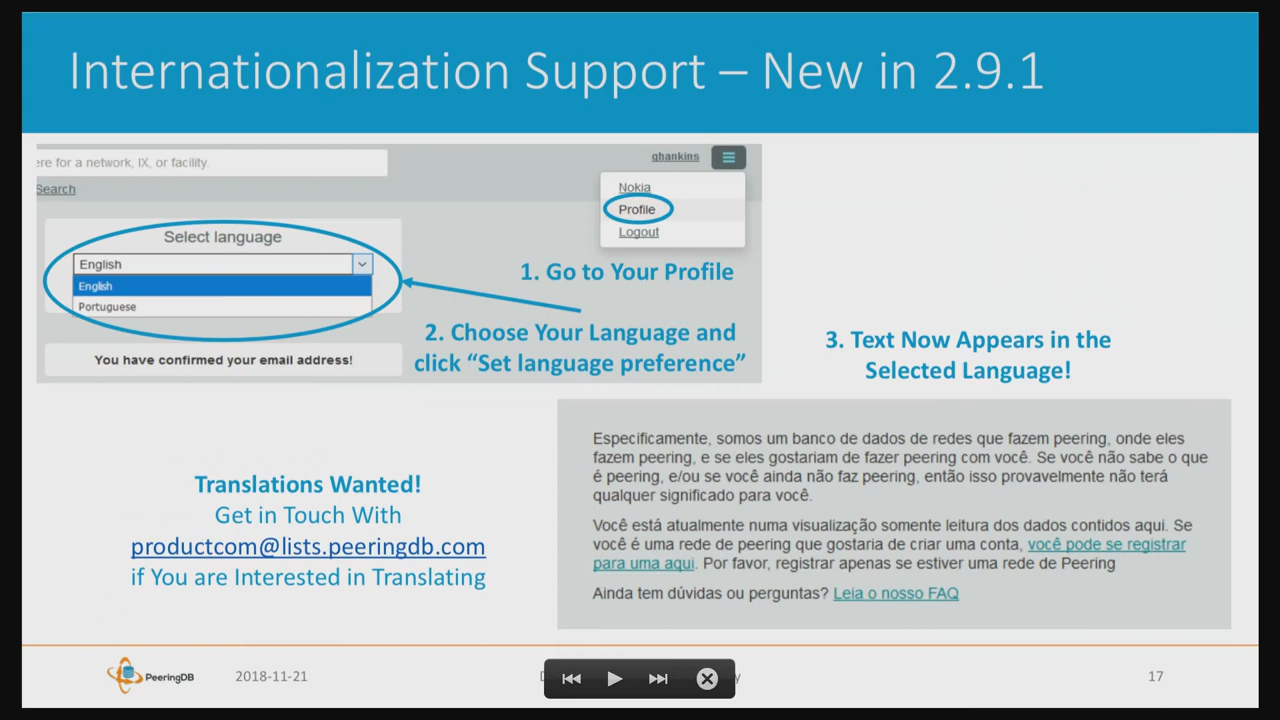 Internationalization Support – New in 2.9.1
ere for a network, IX, or facility.
Search
ghankins
Nokia
Profile
Logout
Select language
English
English
Portuguese
You have confirmed your email address!
1. Go to Your Profile
2. Choose Your Language and
click “Set language preference”
3. Text Now Appears in the
Selected Language!
Translations Wanted!
Get in Touch With
productcom@lists.peeringdb.com
if You are Interested in Translating
Especificamente, somos um banco de dados de redes que fazem peering, onde eles
fazem peering, e se eles gostariam de fazer peering com você. Se você não sabe o que
é peering, e/ou se você ainda não faz peering, então isso provavelmente não terá
qualquer significado para você.
Você está atualmente numa visualização somente leitura dos dados contidos aqui. Se
você é uma rede de peering que gostaria de criar uma conta, você pode se registrar
para uma aqui. Por favor, registrar apenas se estiver uma rede de Peering
Ainda tem dúvidas ou perguntas? Leia o nosso FAQ
PeeringDB
2018-11-21
17